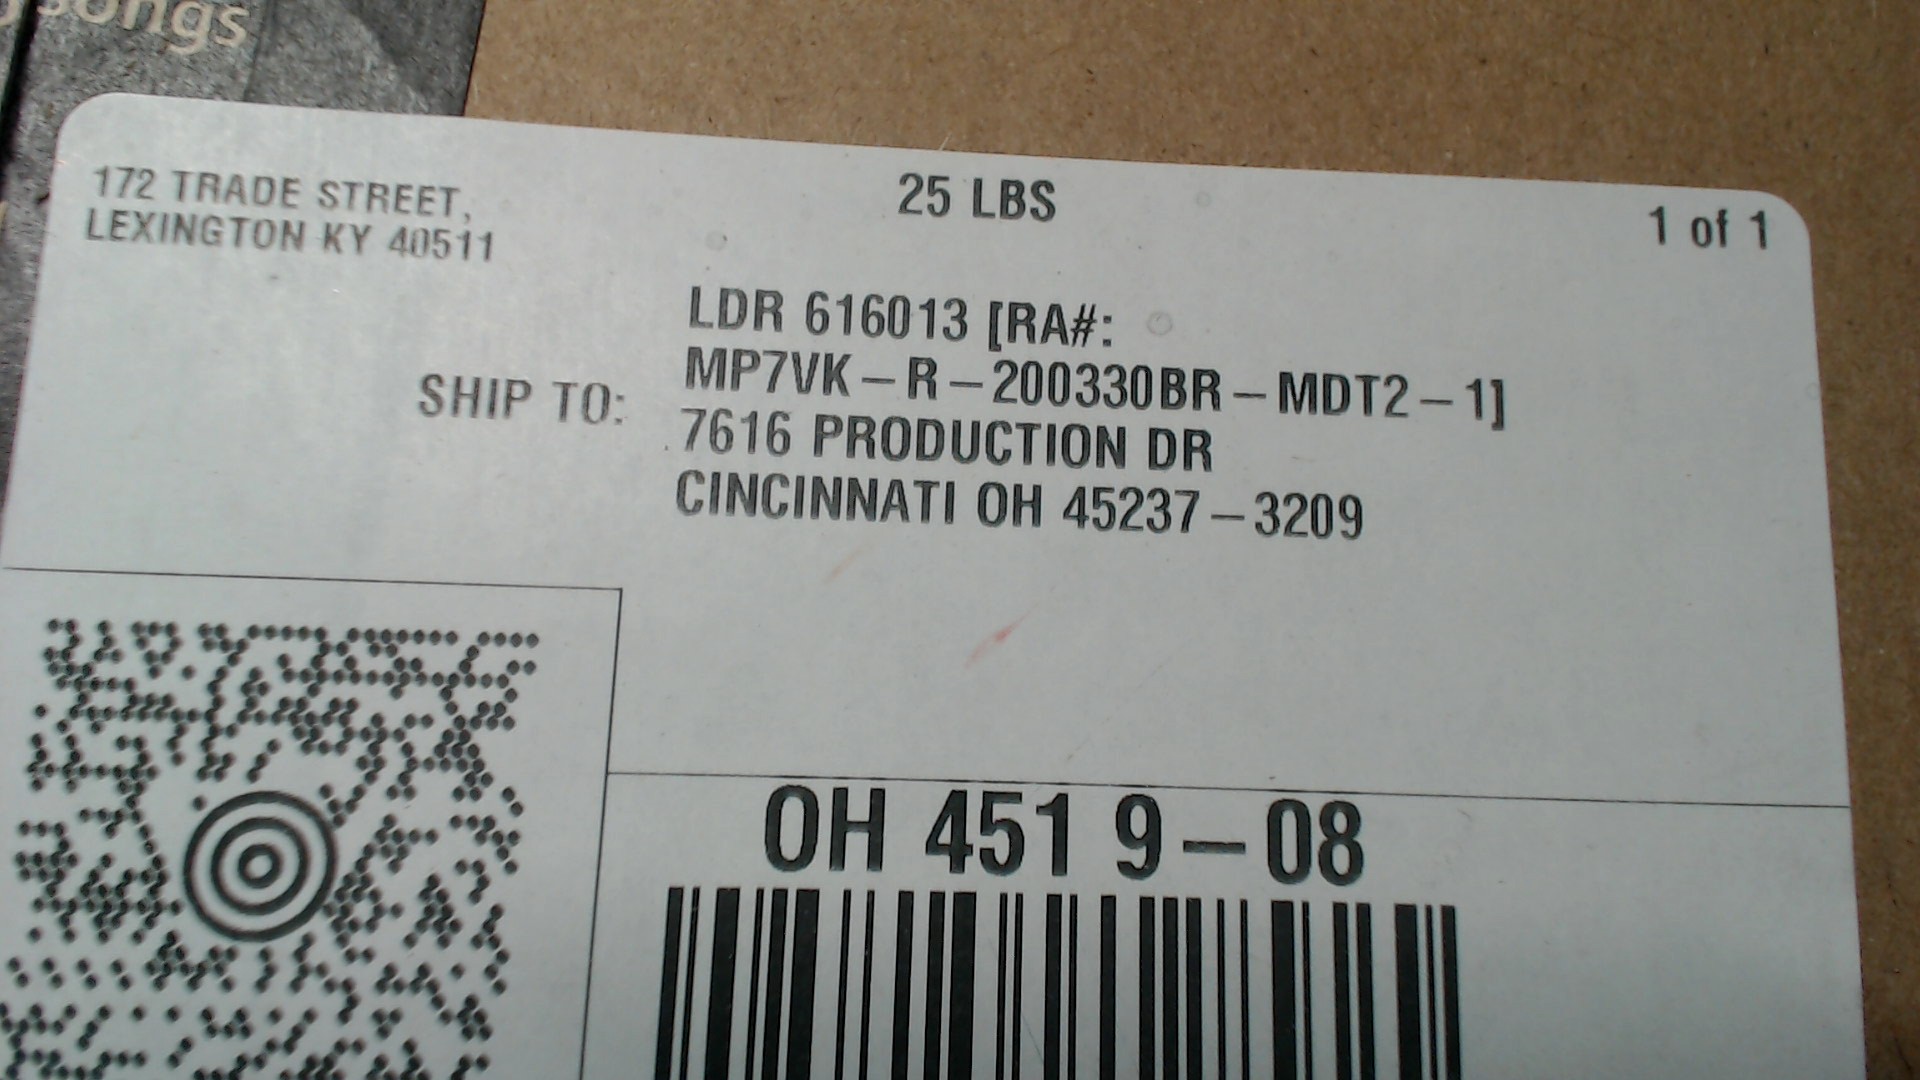 songs
172 TRADE STREET,
LEXINGTON KY 40511
25 LBS
1 of 1
SHIP TO:
LDR 616013 [RA#:
MP7VK-R-200330BR-MDT2-1]
7616 PRODUCTION DR
CINCINNATI OH 45237-3209
OH 451 9-08